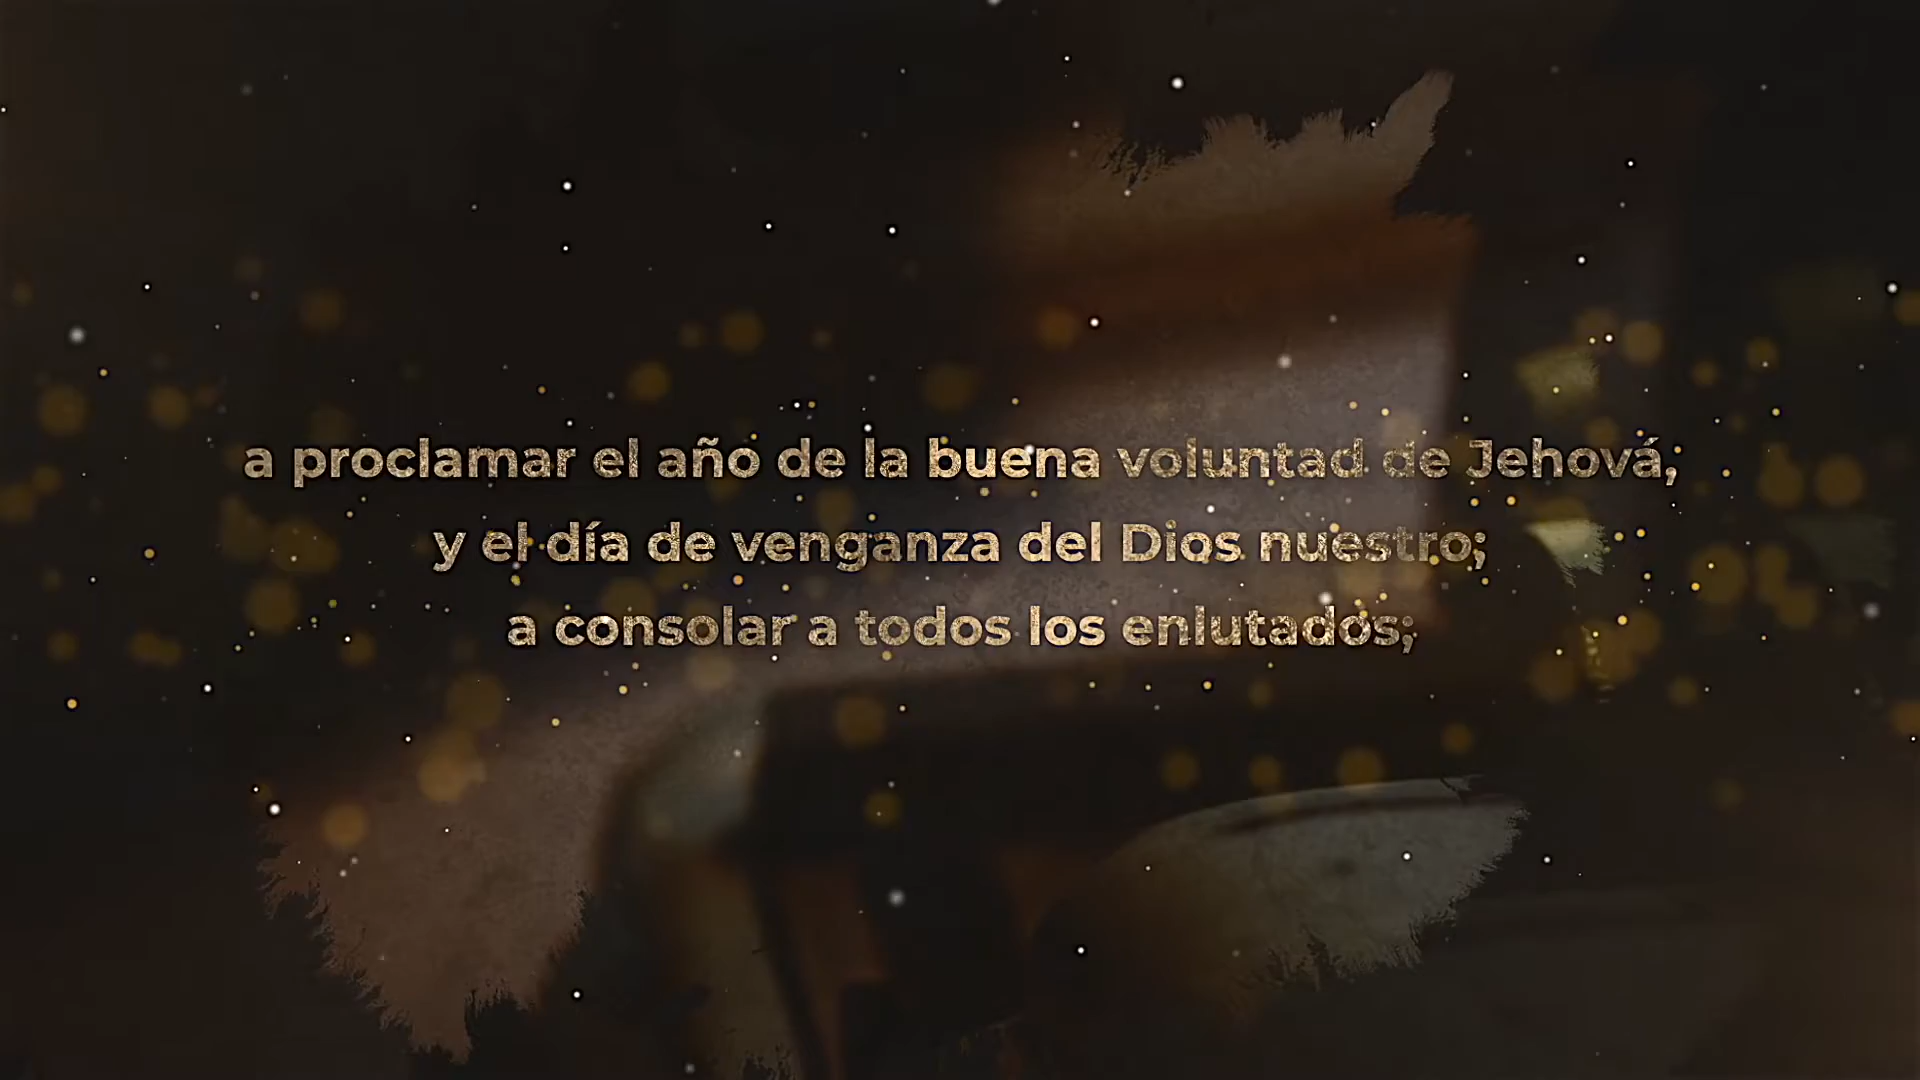 a proclamar el año de la buena voluntad de Jehová,
y el día de venganza del Dios nuestro;
a consolar a todos los enlutados;